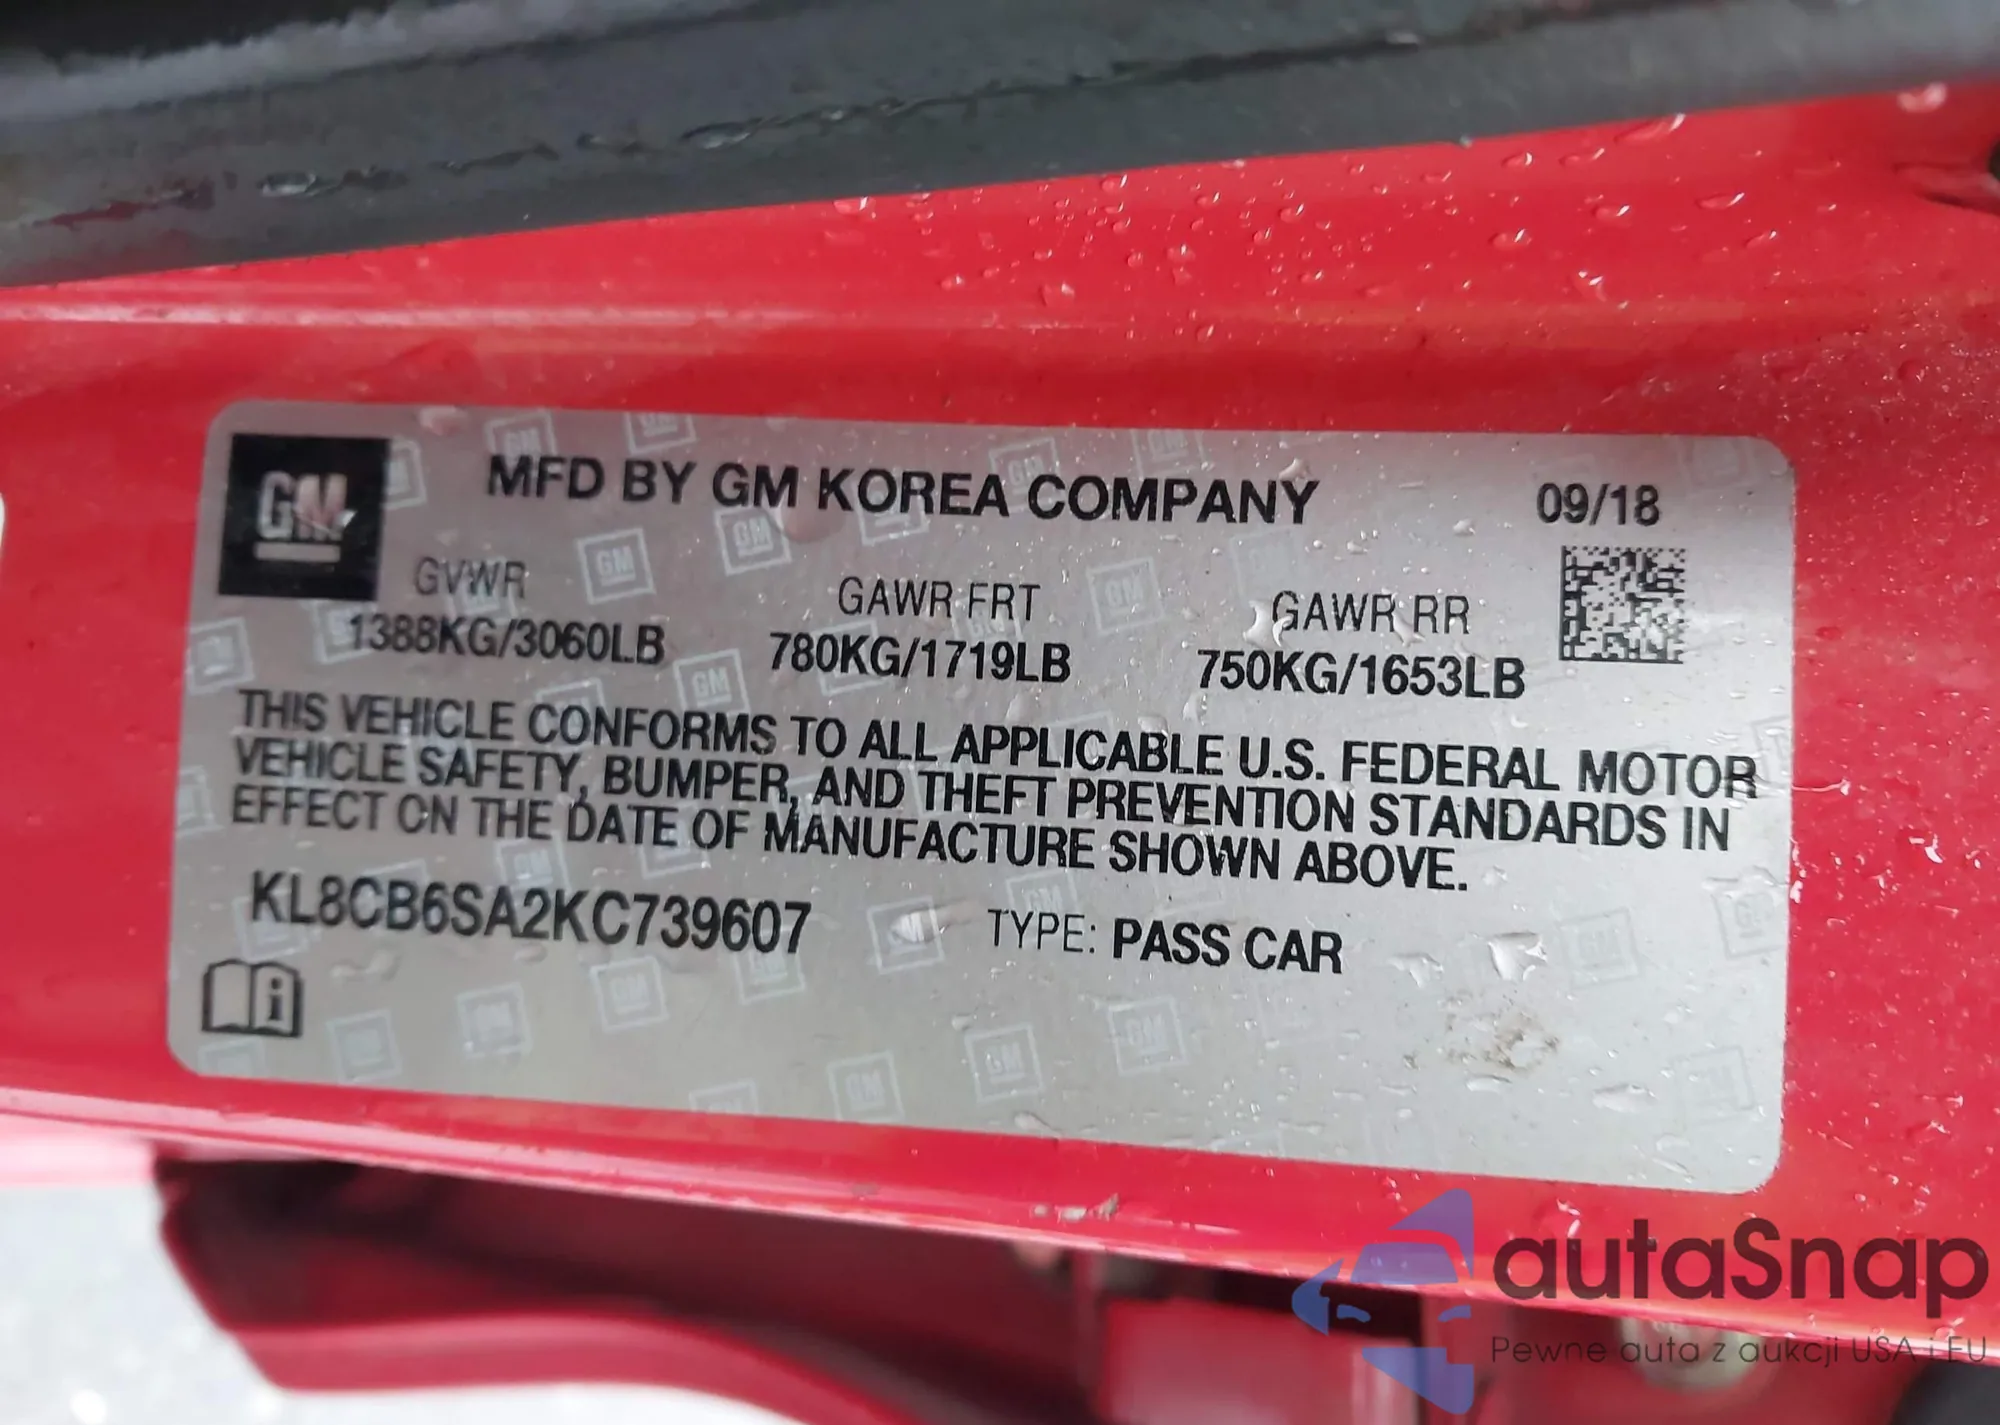 GM
MFD BY GM KOREA COMPANY 09/18
GVWR GAWR FRT GAWR RR
1388KG/3060LB 780KG/1719LB 750KG/1653LB
THIS VEHICLE CONFORMS TO ALL APPLICABLE U.S. FEDERAL MOTOR
VEHICLE SAFETY, BUMPER, AND THEFT PREVENTION STANDARDS IN
EFFECT ON THE DATE OF MANUFACTURE SHOWN ABOVE.
KL8CB6SA2KC739607 TYPE: PASS CAR
autaSnap
Pewne auta z aukcji USA i EU